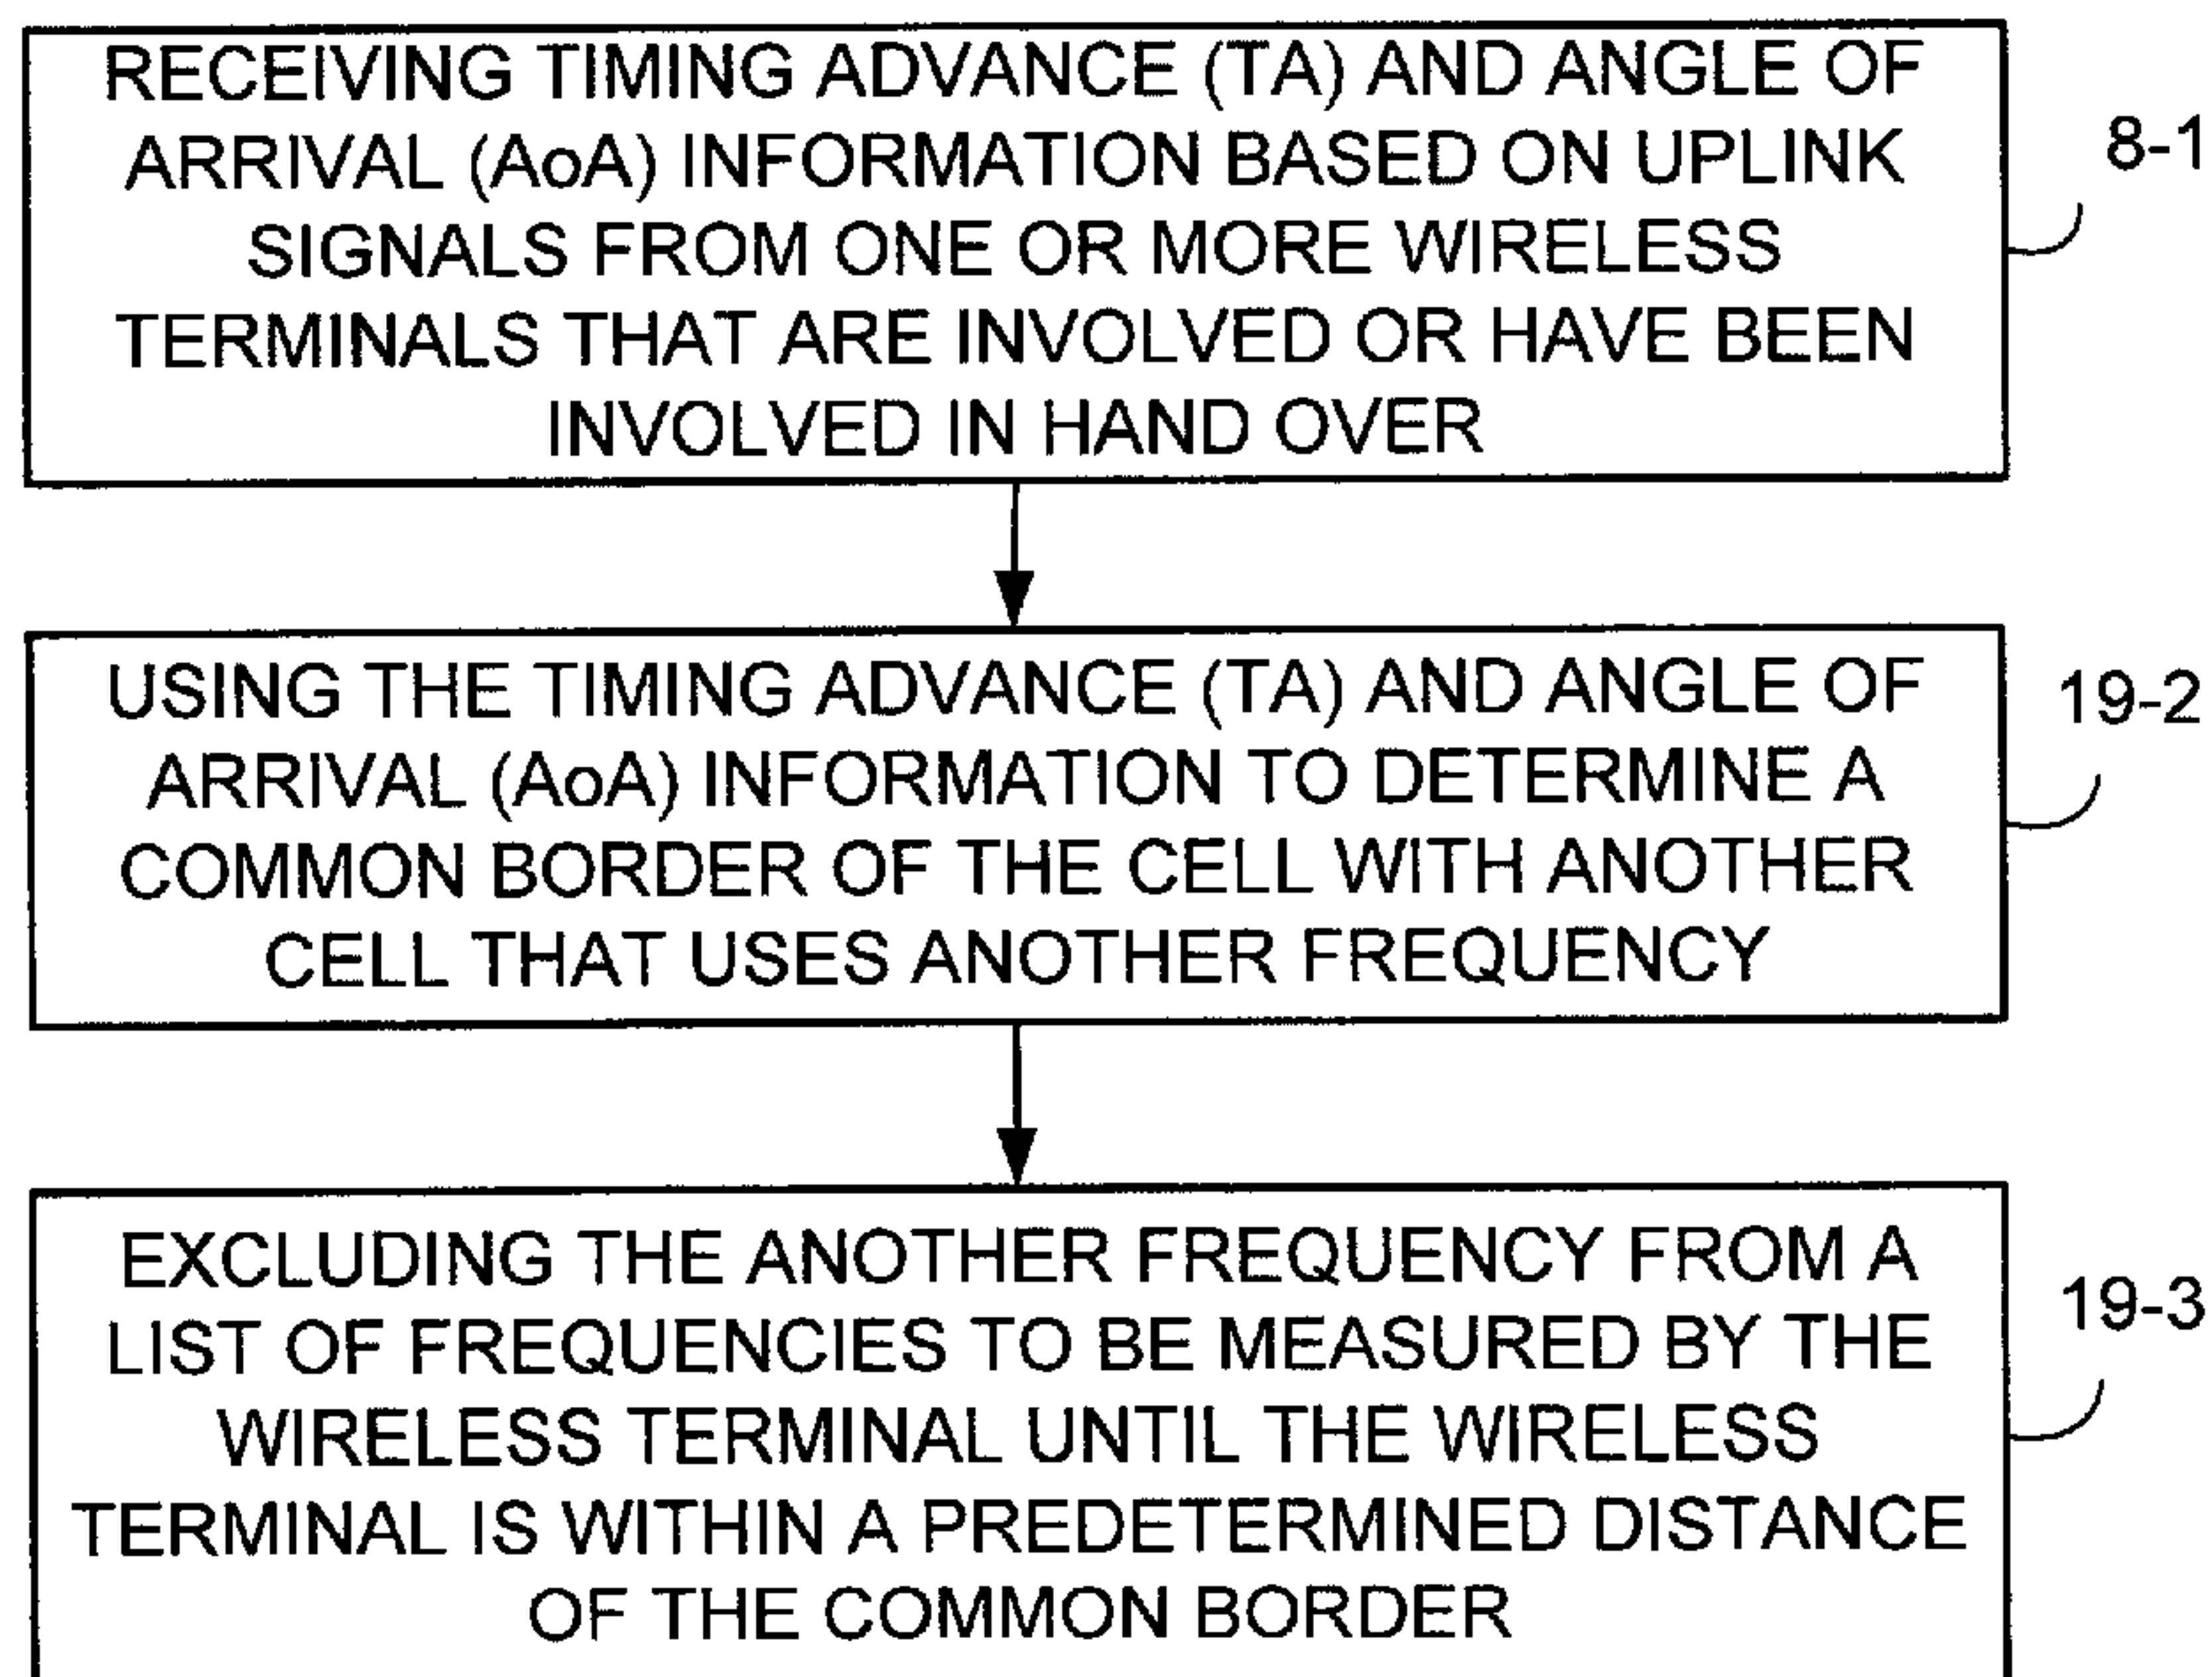 RECEIVING TIMING ADVANCE (TA) AND ANGLE OF
ARRIVAL (AoA) INFORMATION BASED ON UPLINK
SIGNALS FROM ONE OR MORE WIRELESS
TERMINALS THAT ARE INVOLVED OR HAVE BEEN
INVOLVED IN HAND OVER
8-1
USING THE TIMING ADVANCE (TA) AND ANGLE OF
ARRIVAL (AoA) INFORMATION TO DETERMINE A
COMMON BORDER OF THE CELL WITH ANOTHER
CELL THAT USES ANOTHER FREQUENCY
19-2
EXCLUDING THE ANOTHER FREQUENCY FROM A
LIST OF FREQUENCIES TO BE MEASURED BY THE
WIRELESS TERMINAL UNTIL THE WIRELESS
TERMINAL IS WITHIN A PREDETERMINED DISTANCE
OF THE COMMON BORDER
19-3